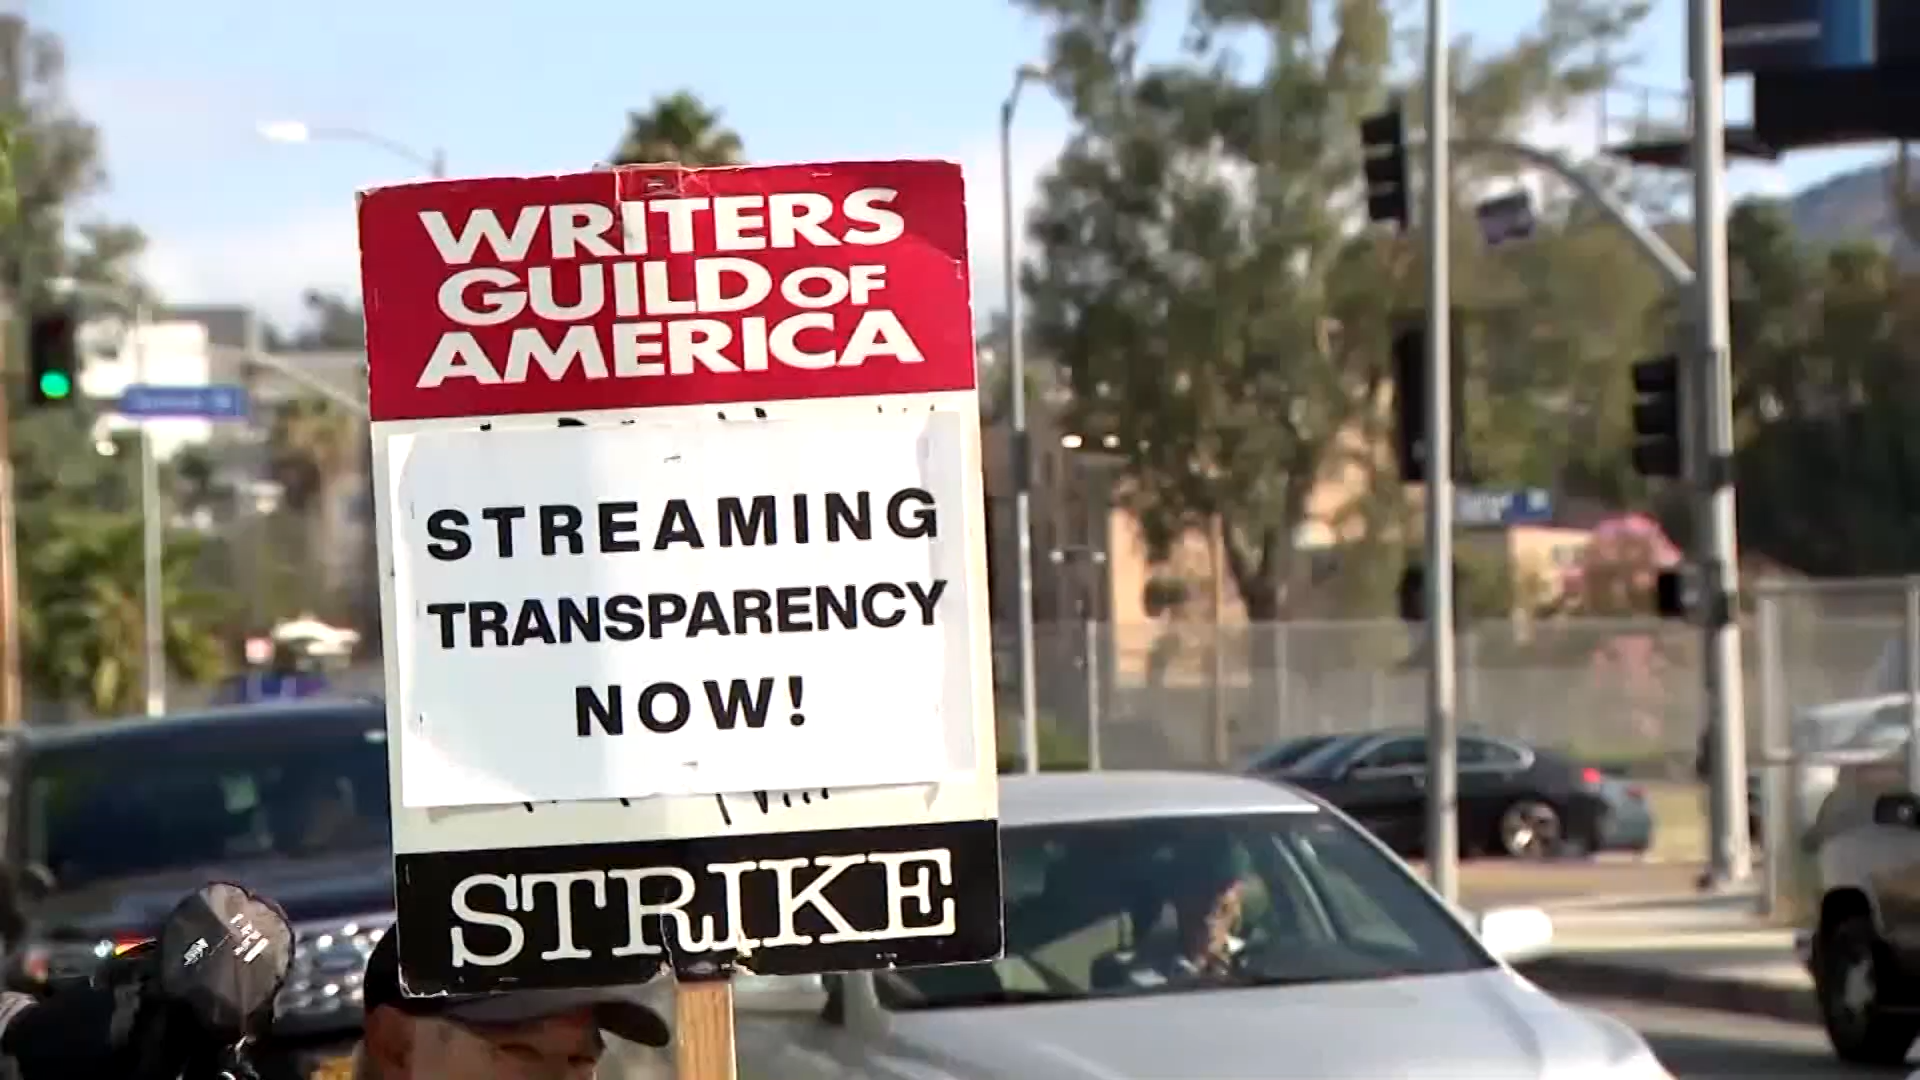 WRITERS
GUILD OF
AMERICA
STREAMING
TRANSPARENCY
NOW!
STRIKE